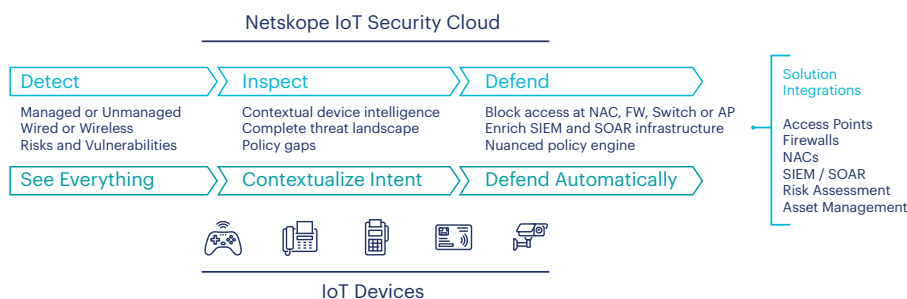 Netskope IoT Security Cloud
Detect
Managed or Unmanaged
Wired or Wireless
Risks and Vulnerabilities
See Everything
Inspect
Contextual device intelligence
Complete threat landscape
Policy gaps
Contextualize Intent
Defend
Block access at NAC, FW, Switch or AP
Enrich SIEM and SOAR infrastructure
Nuanced policy engine
Defend Automatically
Solution
Integrations
Access Points
Firewalls
NACs
SIEM / SOAR
Risk Assessment
Asset Management
IoT Devices